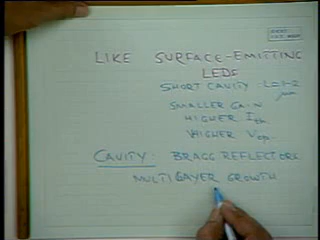 LIKE SURFACE-EMITTING
LEDs
SHORT CAVITY L=1-2
μm
SMALLER GAIN
HIGHER Ith
HIGHER Vop.
CAVITY: BRAGG REFLECTORS
MULTILAYER GROWTH